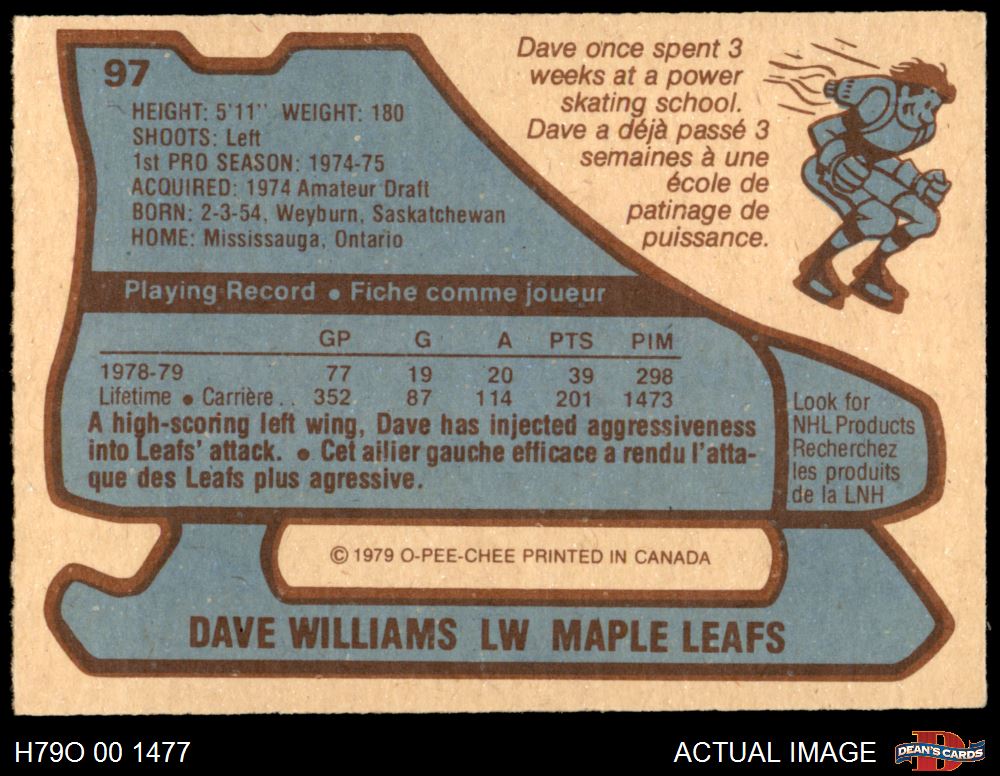 97
HEIGHT: 5'11" WEIGHT: 180
SHOOTS: Left
1st PRO SEASON: 1974-75
ACQUIRED: 1974 Amateur Draft
BORN: 2-3-54, Weyburn, Saskatchewan
HOME: Mississauga, Ontario
Dave once spent 3
weeks at a power
skating school.
Dave a déjà passé 3
semaines à une
école de
patinage de
puissance.
Playing Record • Fiche comme joueur
GP G A PTS PIM
1978-79 77 19 20 39 298
Lifetime • Carrière . . 352 87 114 201 1473
A high-scoring left wing, Dave has injected aggressiveness
into Leafs' attack. • Cet ailier gauche efficace a rendu l'atta-
que des Leafs plus agressive.
Look for
NHL Products
Recherchez
les produits
de la LNH
© 1979 O-PEE-CHEE PRINTED IN CANADA
DAVE WILLIAMS LW MAPLE LEAFS
H79O 00 1477
ACTUAL IMAGE
DEAN'S CARDS